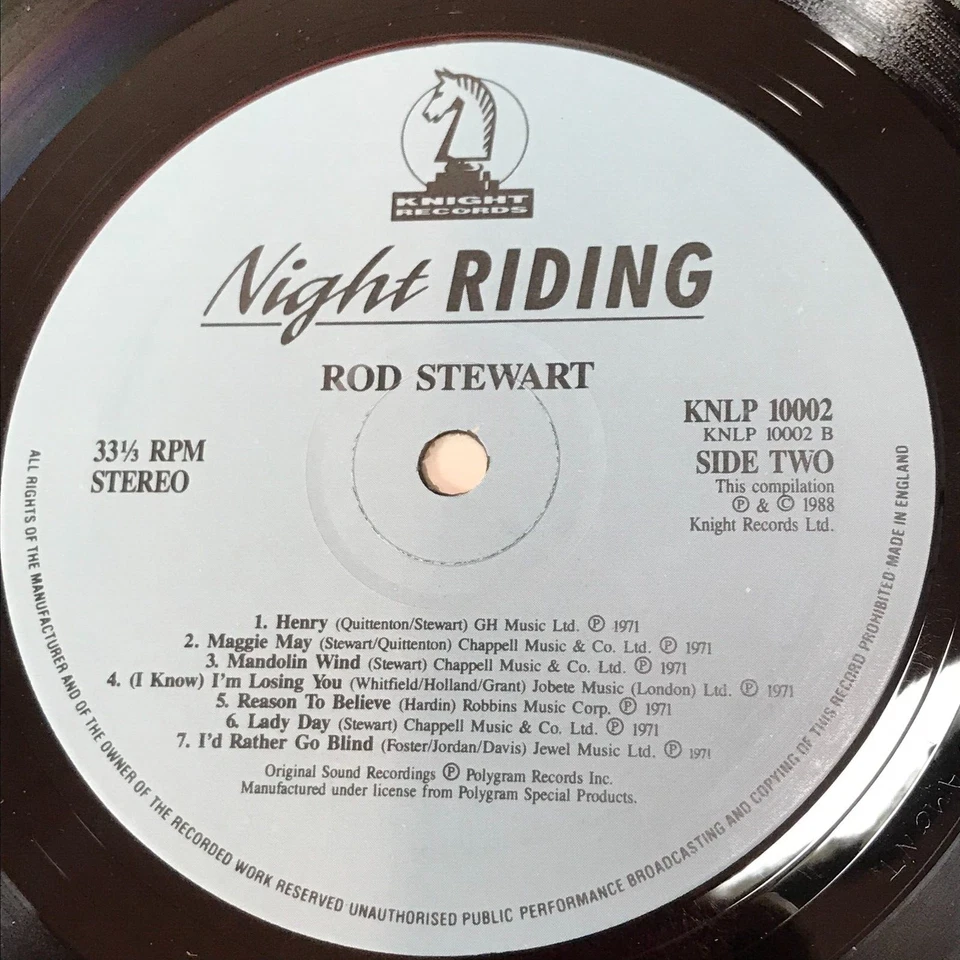 KNIGHT
RECORDS
Night RIDING
ROD STEWART
33⅓ RPM
STEREO
KNLP 10002
KNLP 10002 B
SIDE TWO
This compilation
℗ & © 1988
Knight Records Ltd.
1. Henry (Quittenton/Stewart) GH Music Ltd. ℗ 1971
2. Maggie May (Stewart/Quittenton) Chappell Music & Co. Ltd. ℗ 1971
3. Mandolin Wind (Stewart) Chappell Music & Co. Ltd. ℗ 1971
4. (I Know) I'm Losing You (Whitfield/Holland/Grant) Jobete Music (London) Ltd. ℗ 1971
5. Reason To Believe (Hardin) Robbins Music Corp. ℗ 1971
6. Lady Day (Stewart) Chappell Music & Co. Ltd. ℗ 1971
7. I'd Rather Go Blind (Foster/Jordan/Davis) Jewel Music Ltd. ℗ 1971
Original Sound Recordings ℗ Polygram Records Inc.
Manufactured under license from Polygram Special Products.
ALL RIGHTS OF THE MANUFACTURER AND OF THE OWNER OF THE RECORDED WORK RESERVED UNAUTHORISED PUBLIC PERFORMANCE BROADCASTING AND COPYING OF THIS RECORD PROHIBITED MADE IN ENGLAND